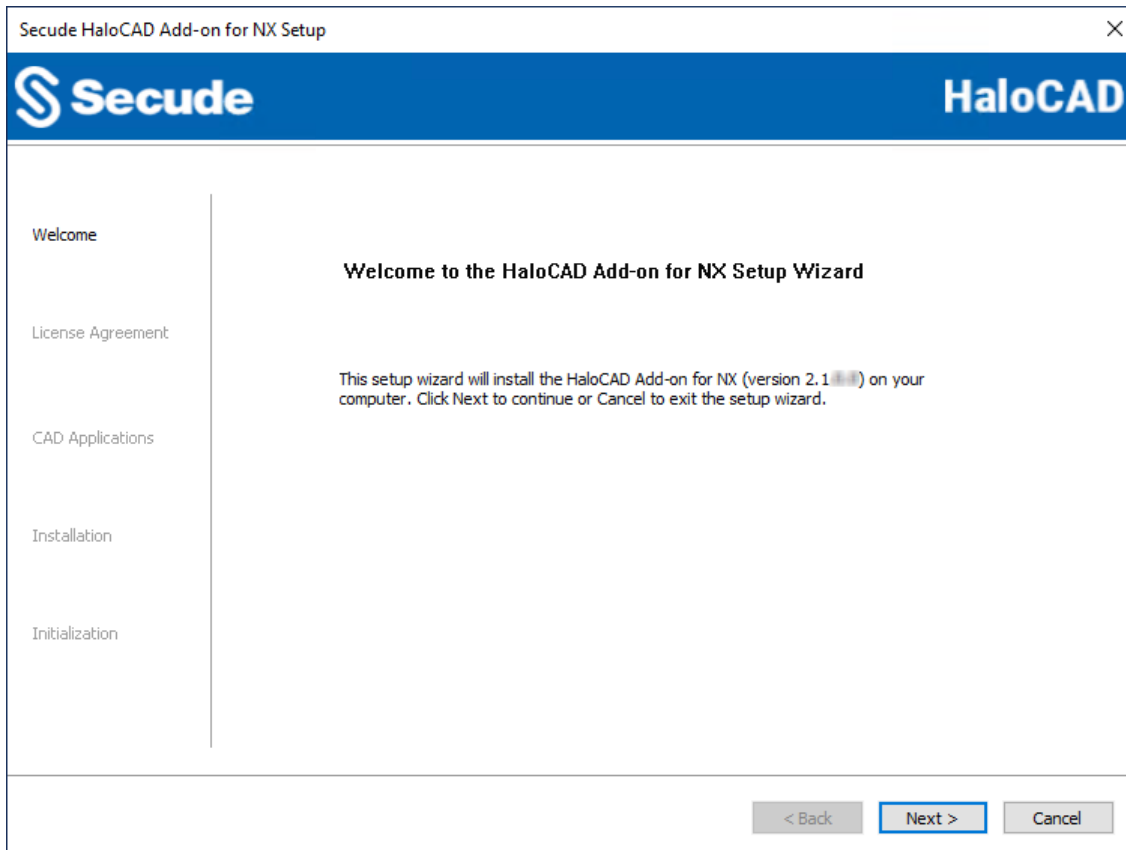 Secude HaloCAD Add-on for NX Setup
Secude
HaloCAD
Welcome
License Agreement
CAD Applications
Installation
Initialization
Welcome to the HaloCAD Add-on for NX Setup Wizard
This setup wizard will install the HaloCAD Add-on for NX (version 2.1 ) on your
computer. Click Next to continue or Cancel to exit the setup wizard.
< Back
Next >
Cancel